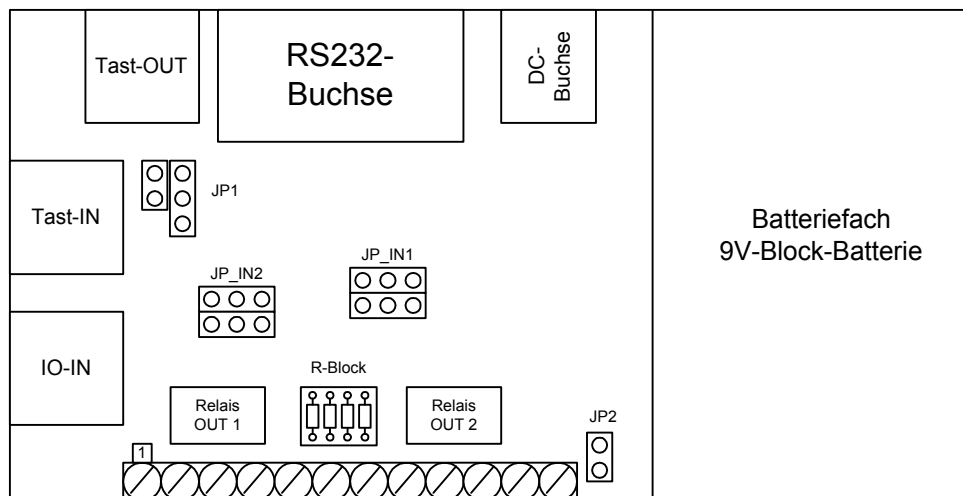 Tast-OUT
RS232-
Buchse
DC-
Buchse
Tast-IN
JP1
Batteriefach
9V-Block-Batterie
JP_IN2
JP_IN1
IO-IN
R-Block
Relais
OUT 1
Relais
OUT 2
JP2
1